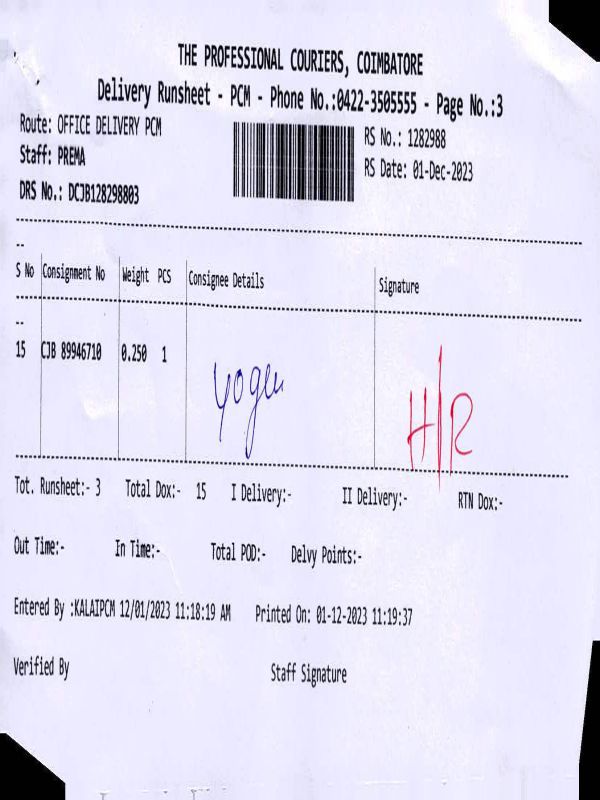 THE PROFESSIONAL COURIERS, COIMBATORE
Delivery Runsheet - PCM - Phone No.:0422-3505555 - Page No.:3
Route: OFFICE DELIVERY PCM
RS No.: 1282988
Staff: PREMA
RS Date: 01-Dec-2023
DRS No.: DCJB128298803
S No Consignment No Weight PCS Consignee Details Signature
15 CJB 89946710 0.250 1 H/R
Tot. Runsheet:- 3 Total Dox:- 15 I Delivery:- II Delivery:- RTN Dox:-
Out Time:- In Time:- Total POD:- Delvy Points:-
Entered By :KALAIPCM 12/01/2023 11:18:19 AM Printed On: 01-12-2023 11:19:37
Verified By Staff Signature